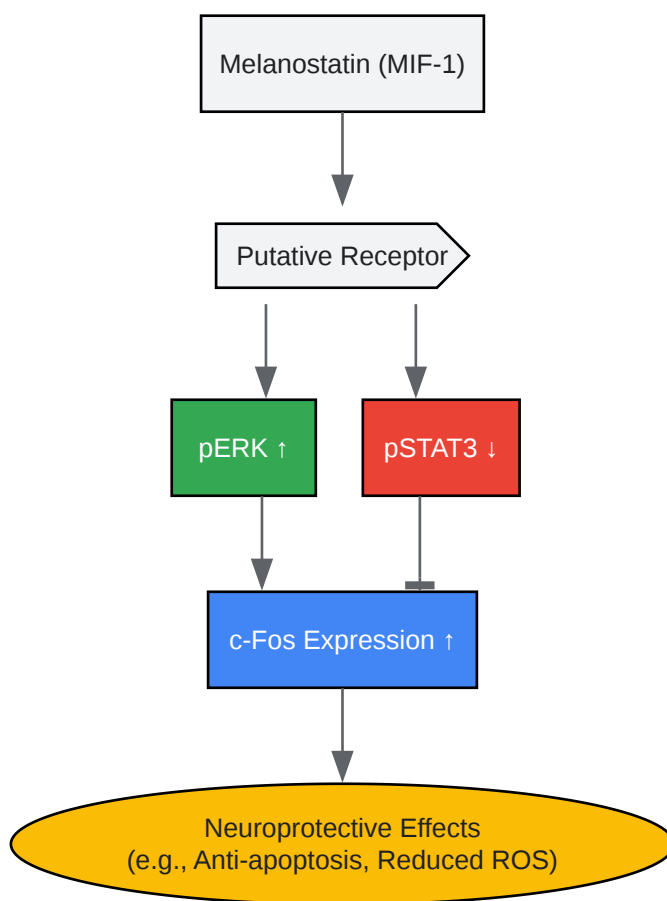 Melanostatin (MIF-1)
Putative Receptor
pERK ↑
pSTAT3 ↓
c-Fos Expression ↑
Neuroprotective Effects
(e.g., Anti-apoptosis, Reduced ROS)